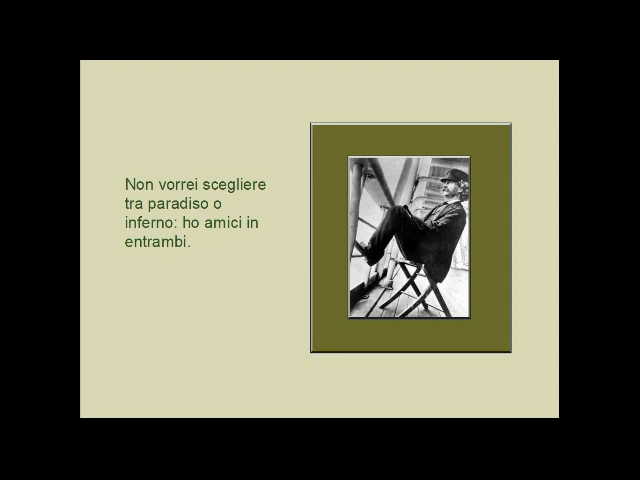 Non vorrei scegliere
tra paradiso o
inferno: ho amici in
entrambi.